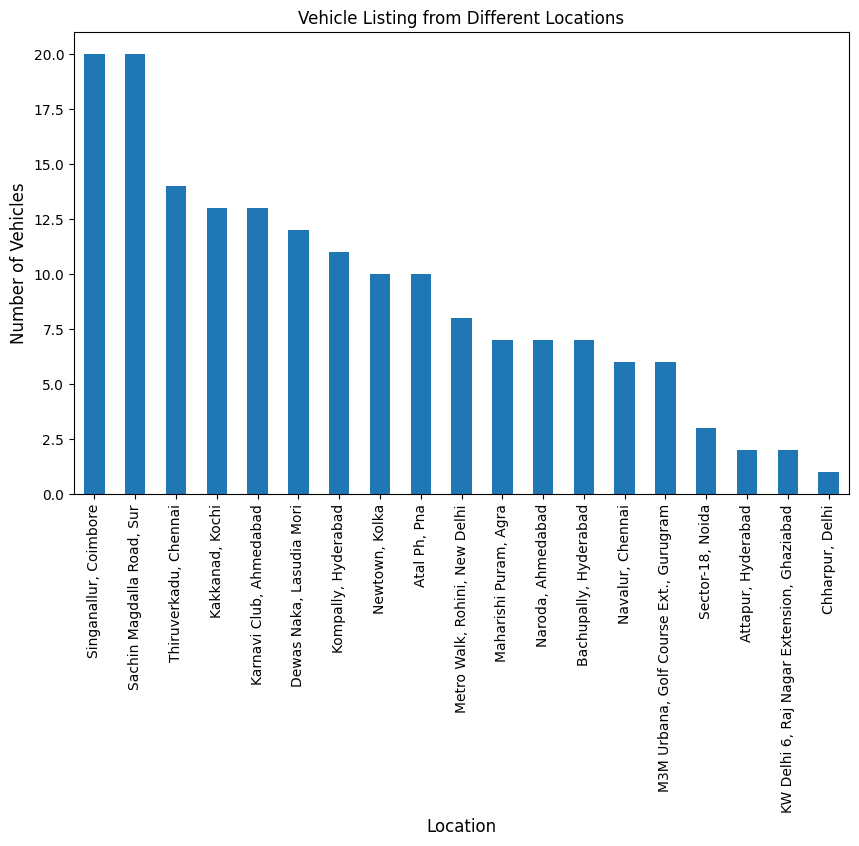 Vehicle Listing from Different Locations
Number of Vehicles
20.0
17.5
15.0
12.5
10.0
7.5
5.0
2.5
0.0
Singanallur, Coimbore
Sachin Magdalla Road, Sur
Thiruverkadu, Chennai
Kakkanad, Kochi
Karnavi Club, Ahmedabad
Dewas Naka, Lasudia Mori
Kompally, Hyderabad
Newtown, Kolka
Atal Ph, Pna
Metro Walk, Rohini, New Delhi
Maharishi Puram, Agra
Naroda, Ahmedabad
Bachupally, Hyderabad
Navalur, Chennai
M3M Urbana, Golf Course Ext., Gurugram
Sector-18, Noida
Attapur, Hyderabad
KW Delhi 6, Raj Nagar Extension, Ghaziabad
Chharpur, Delhi
Location